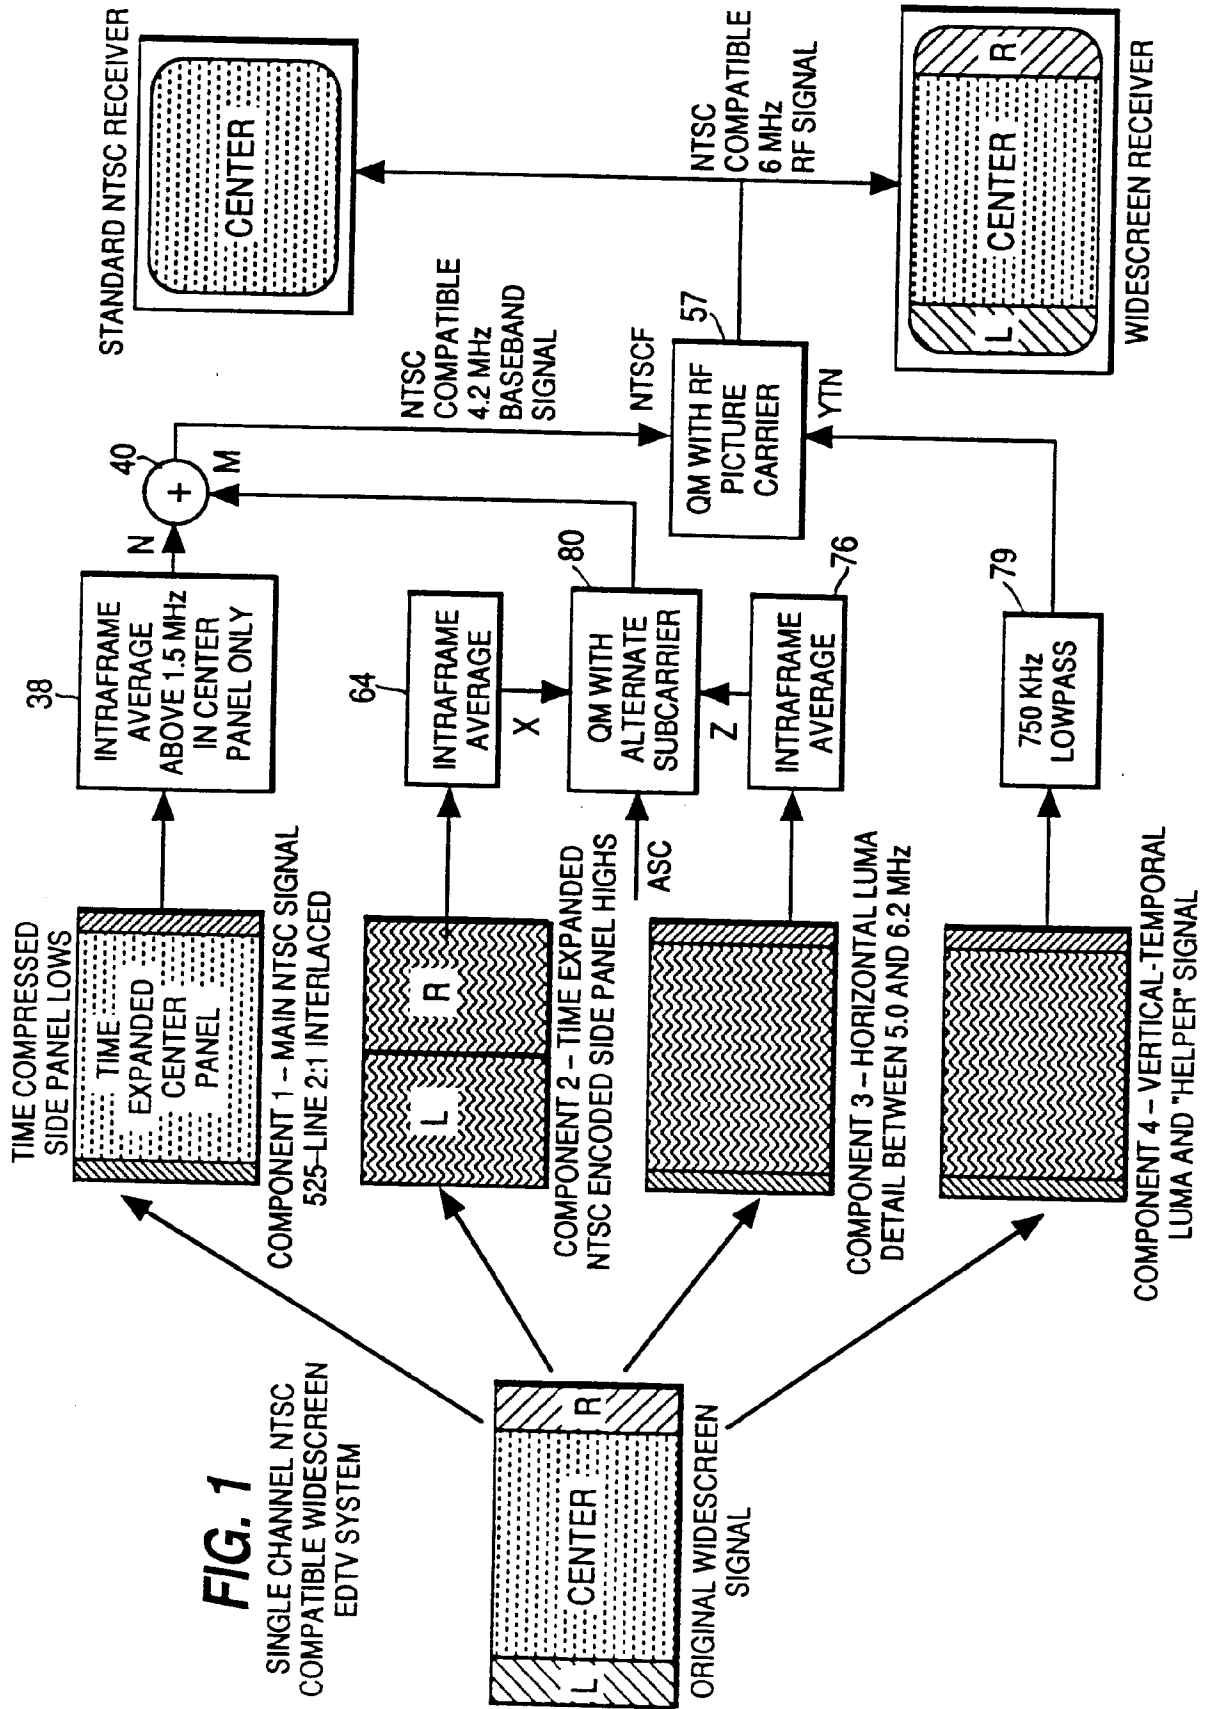 FIG. 1
SINGLE CHANNEL NTSC
COMPATIBLE WIDESCREEN
EDTV SYSTEM
L
CENTER
R
ORIGINAL WIDESCREEN
SIGNAL
TIME COMPRESSED
SIDE PANEL LOWS
TIME
EXPANDED
CENTER
PANEL
COMPONENT 1 – MAIN NTSC SIGNAL
525–LINE 2:1 INTERLACED
L
R
COMPONENT 2 – TIME EXPANDED
NTSC ENCODED SIDE PANEL HIGHS
COMPONENT 3 – HORIZONTAL LUMA
DETAIL BETWEEN 5.0 AND 6.2 MHz
COMPONENT 4 – VERTICAL-TEMPORAL
LUMA AND "HELPER" SIGNAL
38
INTRAFRAME
AVERAGE
ABOVE 1.5 MHz
IN CENTER
PANEL ONLY
N
40
+
M
64
INTRAFRAME
AVERAGE
X
80
QM WITH
ALTERNATE
SUBCARRIER
ASC
Z
76
INTRAFRAME
AVERAGE
79
750 KHz
LOWPASS
NTSC
COMPATIBLE
4.2 MHz
BASEBAND
SIGNAL
NTSCF
57
QM WITH RF
PICTURE
CARRIER
YTN
STANDARD NTSC RECEIVER
CENTER
NTSC
COMPATIBLE
6 MHz
RF SIGNAL
L
CENTER
R
WIDESCREEN RECEIVER